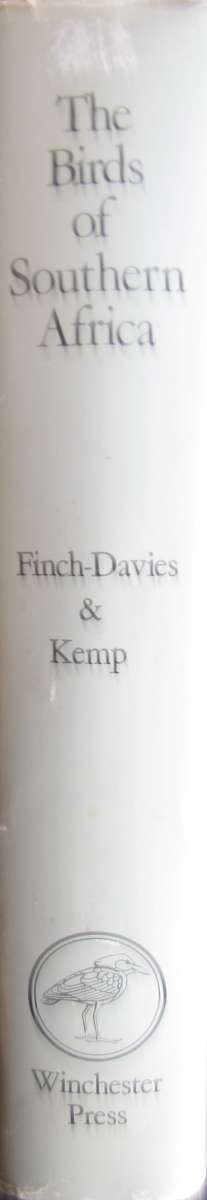 The
Birds
of
Southern
Africa
Finch-Davies
&
Kemp
Winchester
Press